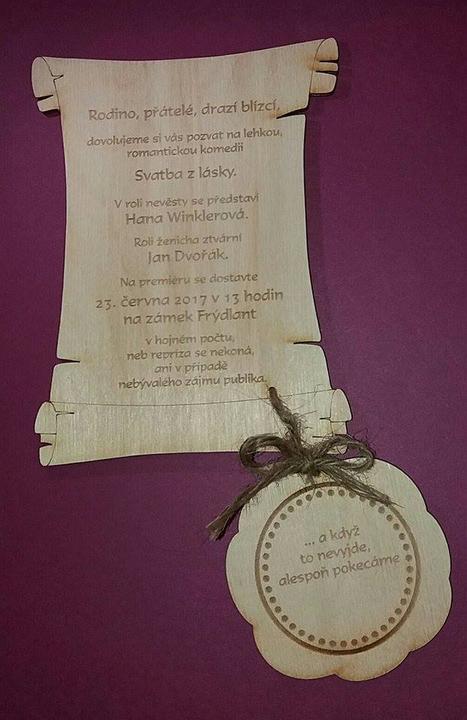 Rodino, přátelé, drazí blízcí,
dovolujeme si vás pozvat na lehkou,
romantickou komedii
Svatba z lásky.
V roli nevěsty se představí
Hana Winklerová.
Roli ženicha ztvární
Jan Dvořák.
Na premiéru se dostavte
23. června 2017 v 13 hodin
na zámek Frýdlant
v hojném počtu,
neb repríza se nekoná,
ani v případě
nebývalého zájmu publika.
... a když
to nevyjde,
alespoň pokecáme